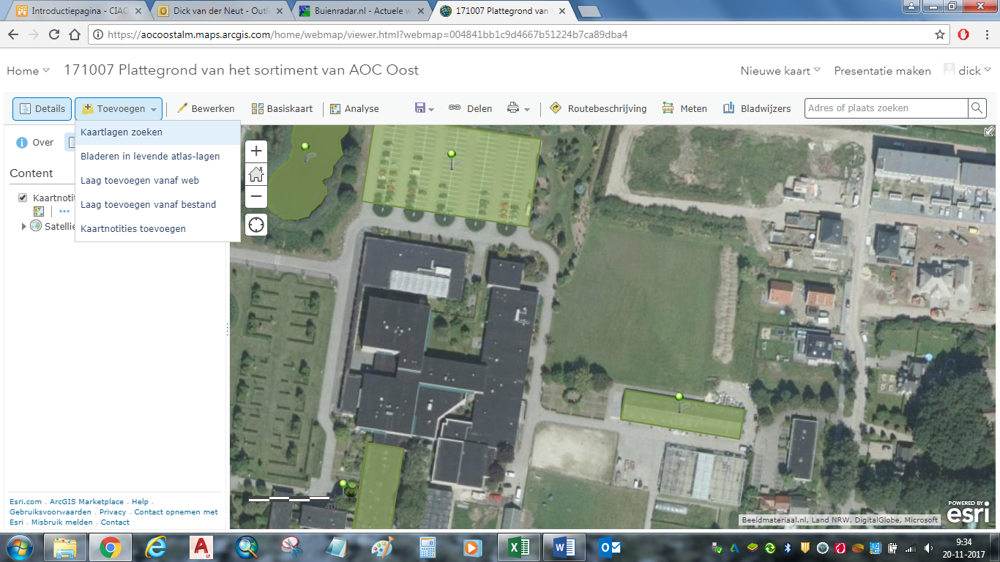 Introductiepagina - CIAO
Dick van der Neut - Outl
Buienradar.nl - Actuele w
171007 Plattegrond van
https://aocoostalm.maps.arcgis.com/home/webmap/viewer.html?webmap=004841bb1c9d4667b51224b7ca89dba4
Home
171007 Plattegrond van het sortiment van AOC Oost
Nieuwe kaart
Presentatie maken
dick
Details
Toevoegen
Bewerken
Basiskaart
Analyse
Delen
Routebeschrijving
Meten
Bladwijzers
Adres of plaats zoeken
Kaartlagen zoeken
Bladeren in levende atlas-lagen
Laag toevoegen vanaf web
Laag toevoegen vanaf bestand
Kaartnotities toevoegen
Over
Content
Kaartnotit
Satellie
Esri.com . ArcGIS Marketplace . Help .
Gebruiksvoorwaarden . Privacy . Contact opnemen met
Esri . Misbruik melden . Contact
Beeldmateriaal.nl, Land NRW, DigitalGlobe, Microsoft
POWERED BY
esri
9:34
20-11-2017